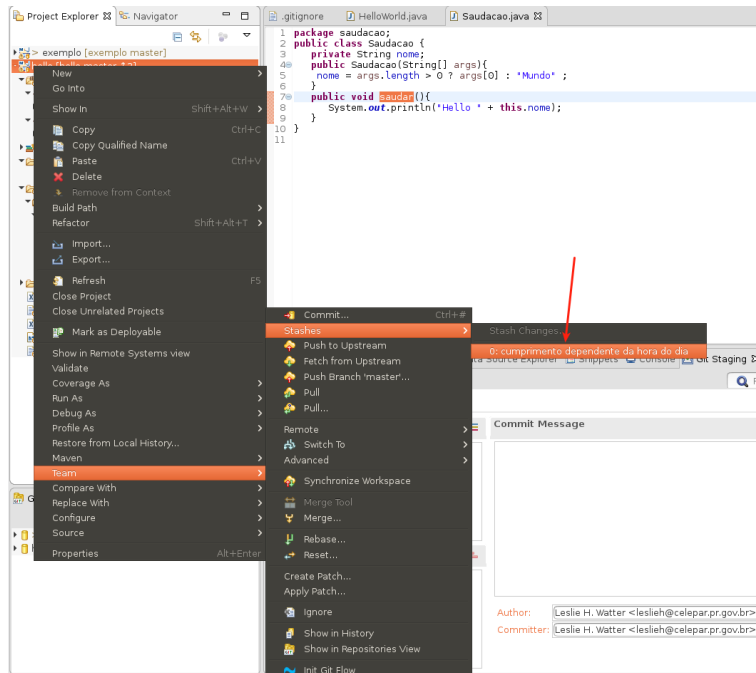 Project Explorer Navigator
> exemplo [exemplo master]
New
Go Into
Show In Shift+Alt+W
Copy Ctrl+C
Copy Qualified Name
Paste Ctrl+V
Delete
Remove from Context
Build Path
Refactor Shift+Alt+T
Import...
Export...
Refresh F5
Close Project
Close Unrelated Projects
Mark as Deployable
Show in Remote Systems view
Validate
Coverage As
Run As
Debug As
Profile As
Restore from Local History...
Maven
Team
Compare With
Replace With
Configure
Source
Properties Alt+Enter
.gitignore HelloWorld.java Saudacao.java
1 package saudacao;
2 public class Saudacao {
3 private String nome;
4 public Saudacao(String[] args){
5 nome = args.length > 0 ? args[0] : "Mundo" ;
6 }
7 public void saudar(){
8 System.out.println("Hello " + this.nome);
9 }
10 }
11
Commit... Ctrl+#
Stashes
Push to Upstream
Fetch from Upstream
Push Branch 'master'...
Pull
Pull...
Remote
Switch To
Advanced
Synchronize Workspace
Merge Tool
Merge...
Rebase...
Reset...
Create Patch...
Apply Patch...
Ignore
Show in History
Show in Repositories View
Init Git Flow
Stash Changes...
0: cumprimento dependente da hora do dia
Source Explorer Snippets Console Git Staging
Commit Message
Author: Leslie H. Watter <leslieh@celepar.pr.gov.br>
Committer: Leslie H. Watter <leslieh@celepar.pr.gov.br>